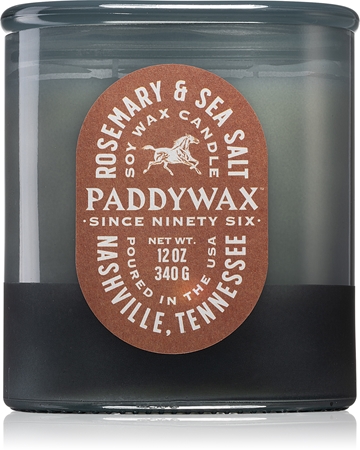 ROSEMARY & SEA SALT
SOY WAX CANDLE
PADDYWAX™
· SINCE NINETY SIX ·
NET WT.
12 OZ
340 G
POURED IN THE USA
NASHVILLE, TENNESSEE